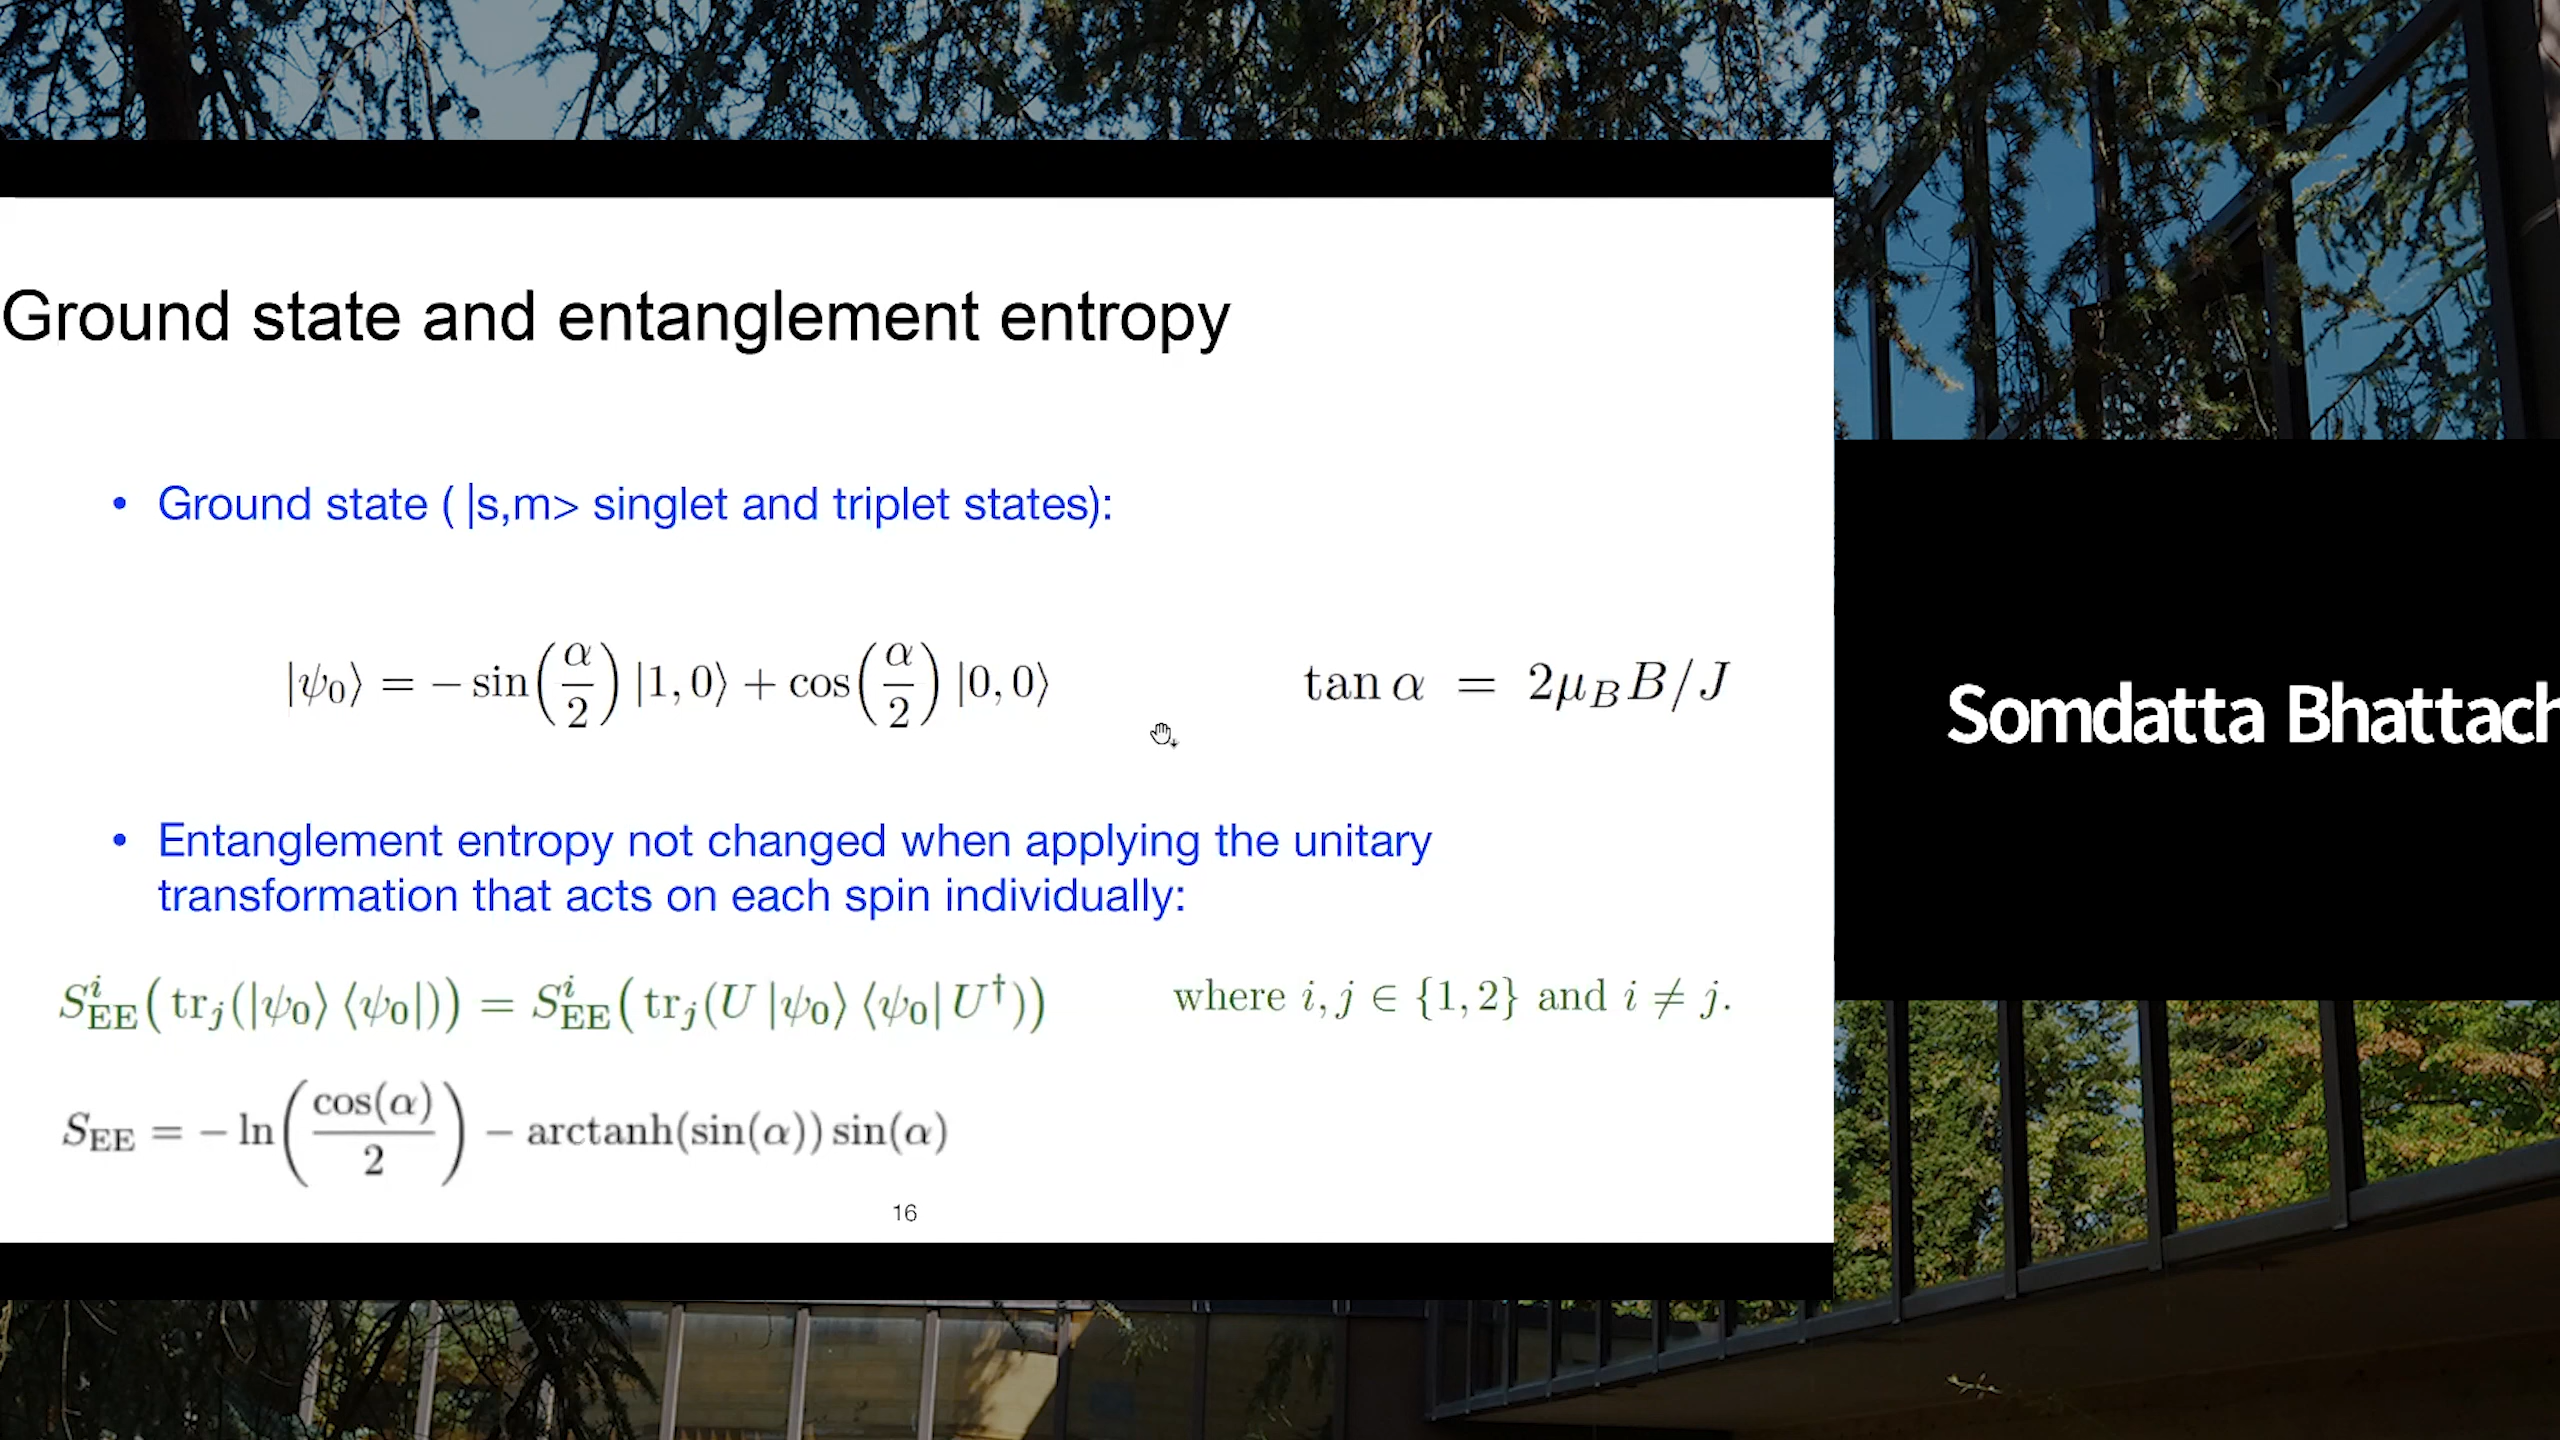 Ground state and entanglement entropy
• Ground state ( |s,m> singlet and triplet states):
|ψ₀⟩ = − sin(α/2) |1, 0⟩ + cos(α/2) |0, 0⟩
tan α = 2μ_B B/J
Somdatta Bhattach
• Entanglement entropy not changed when applying the unitary
transformation that acts on each spin individually:
S^i_EE( tr_j(|ψ₀⟩ ⟨ψ₀|)) = S^i_EE( tr_j(U |ψ₀⟩ ⟨ψ₀| U†))
where i, j ∈ {1, 2} and i ≠ j.
S_EE = − ln(cos(α)/2) − arctanh(sin(α)) sin(α)
16